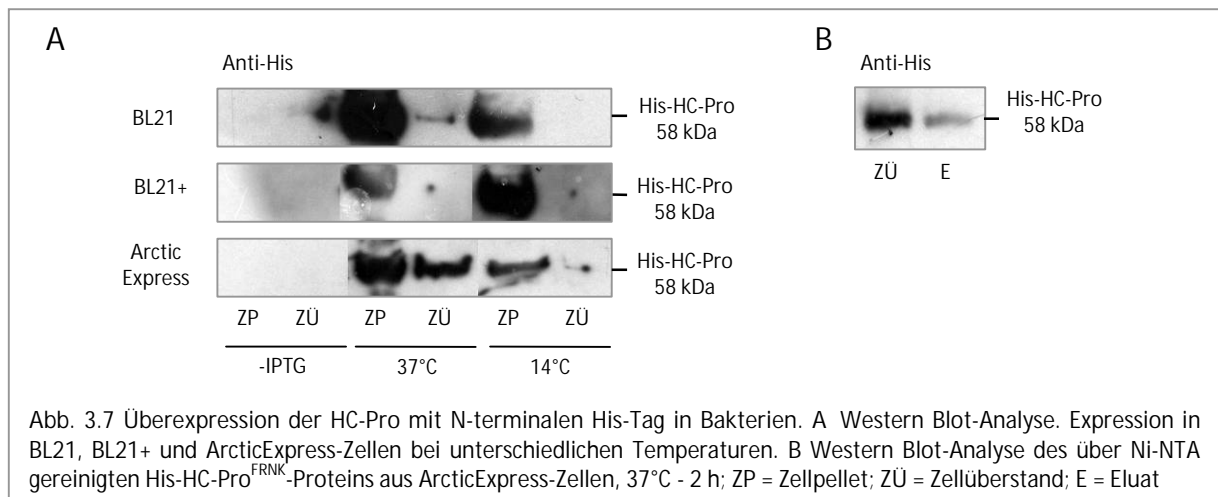 A
B
Anti-His
Anti-His
BL21
His-HC-Pro
58 kDa
His-HC-Pro
58 kDa
ZÜ E
BL21+
His-HC-Pro
58 kDa
Arctic
Express
His-HC-Pro
58 kDa
ZP ZÜ ZP ZÜ ZP ZÜ
-IPTG 37°C 14°C
Abb. 3.7 Überexpression der HC-Pro mit N-terminalen His-Tag in Bakterien. A Western Blot-Analyse. Expression in
BL21, BL21+ und ArcticExpress-Zellen bei unterschiedlichen Temperaturen. B Western Blot-Analyse des über Ni-NTA
gereinigten His-HC-Pro^FRNK-Proteins aus ArcticExpress-Zellen, 37°C - 2 h; ZP = Zellpellet; ZÜ = Zellüberstand; E = Eluat